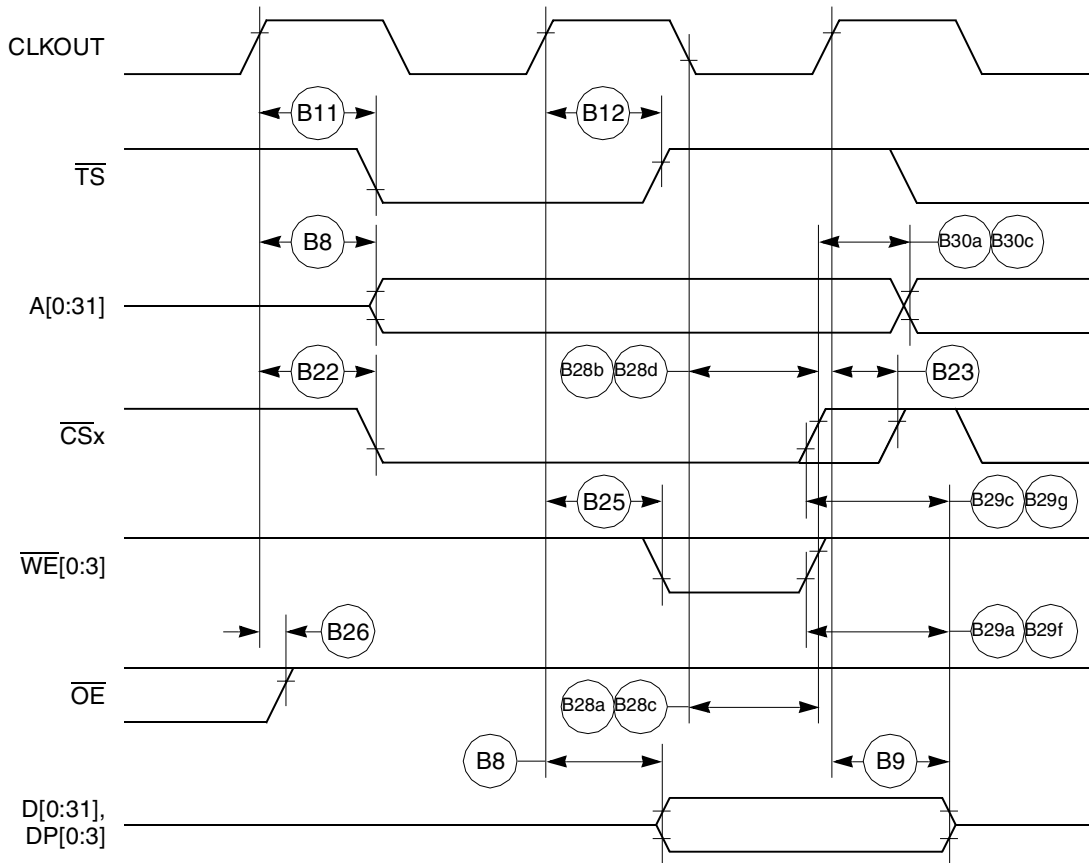 CLKOUT
B11 B12
TS
B8 B30a B30c
A[0:31]
B22 B28b B28d B23
CSx
B25 B29c B29g
WE[0:3]
B26 B29a B29f
OE
B28a B28c
B8 B9
D[0:31],
DP[0:3]